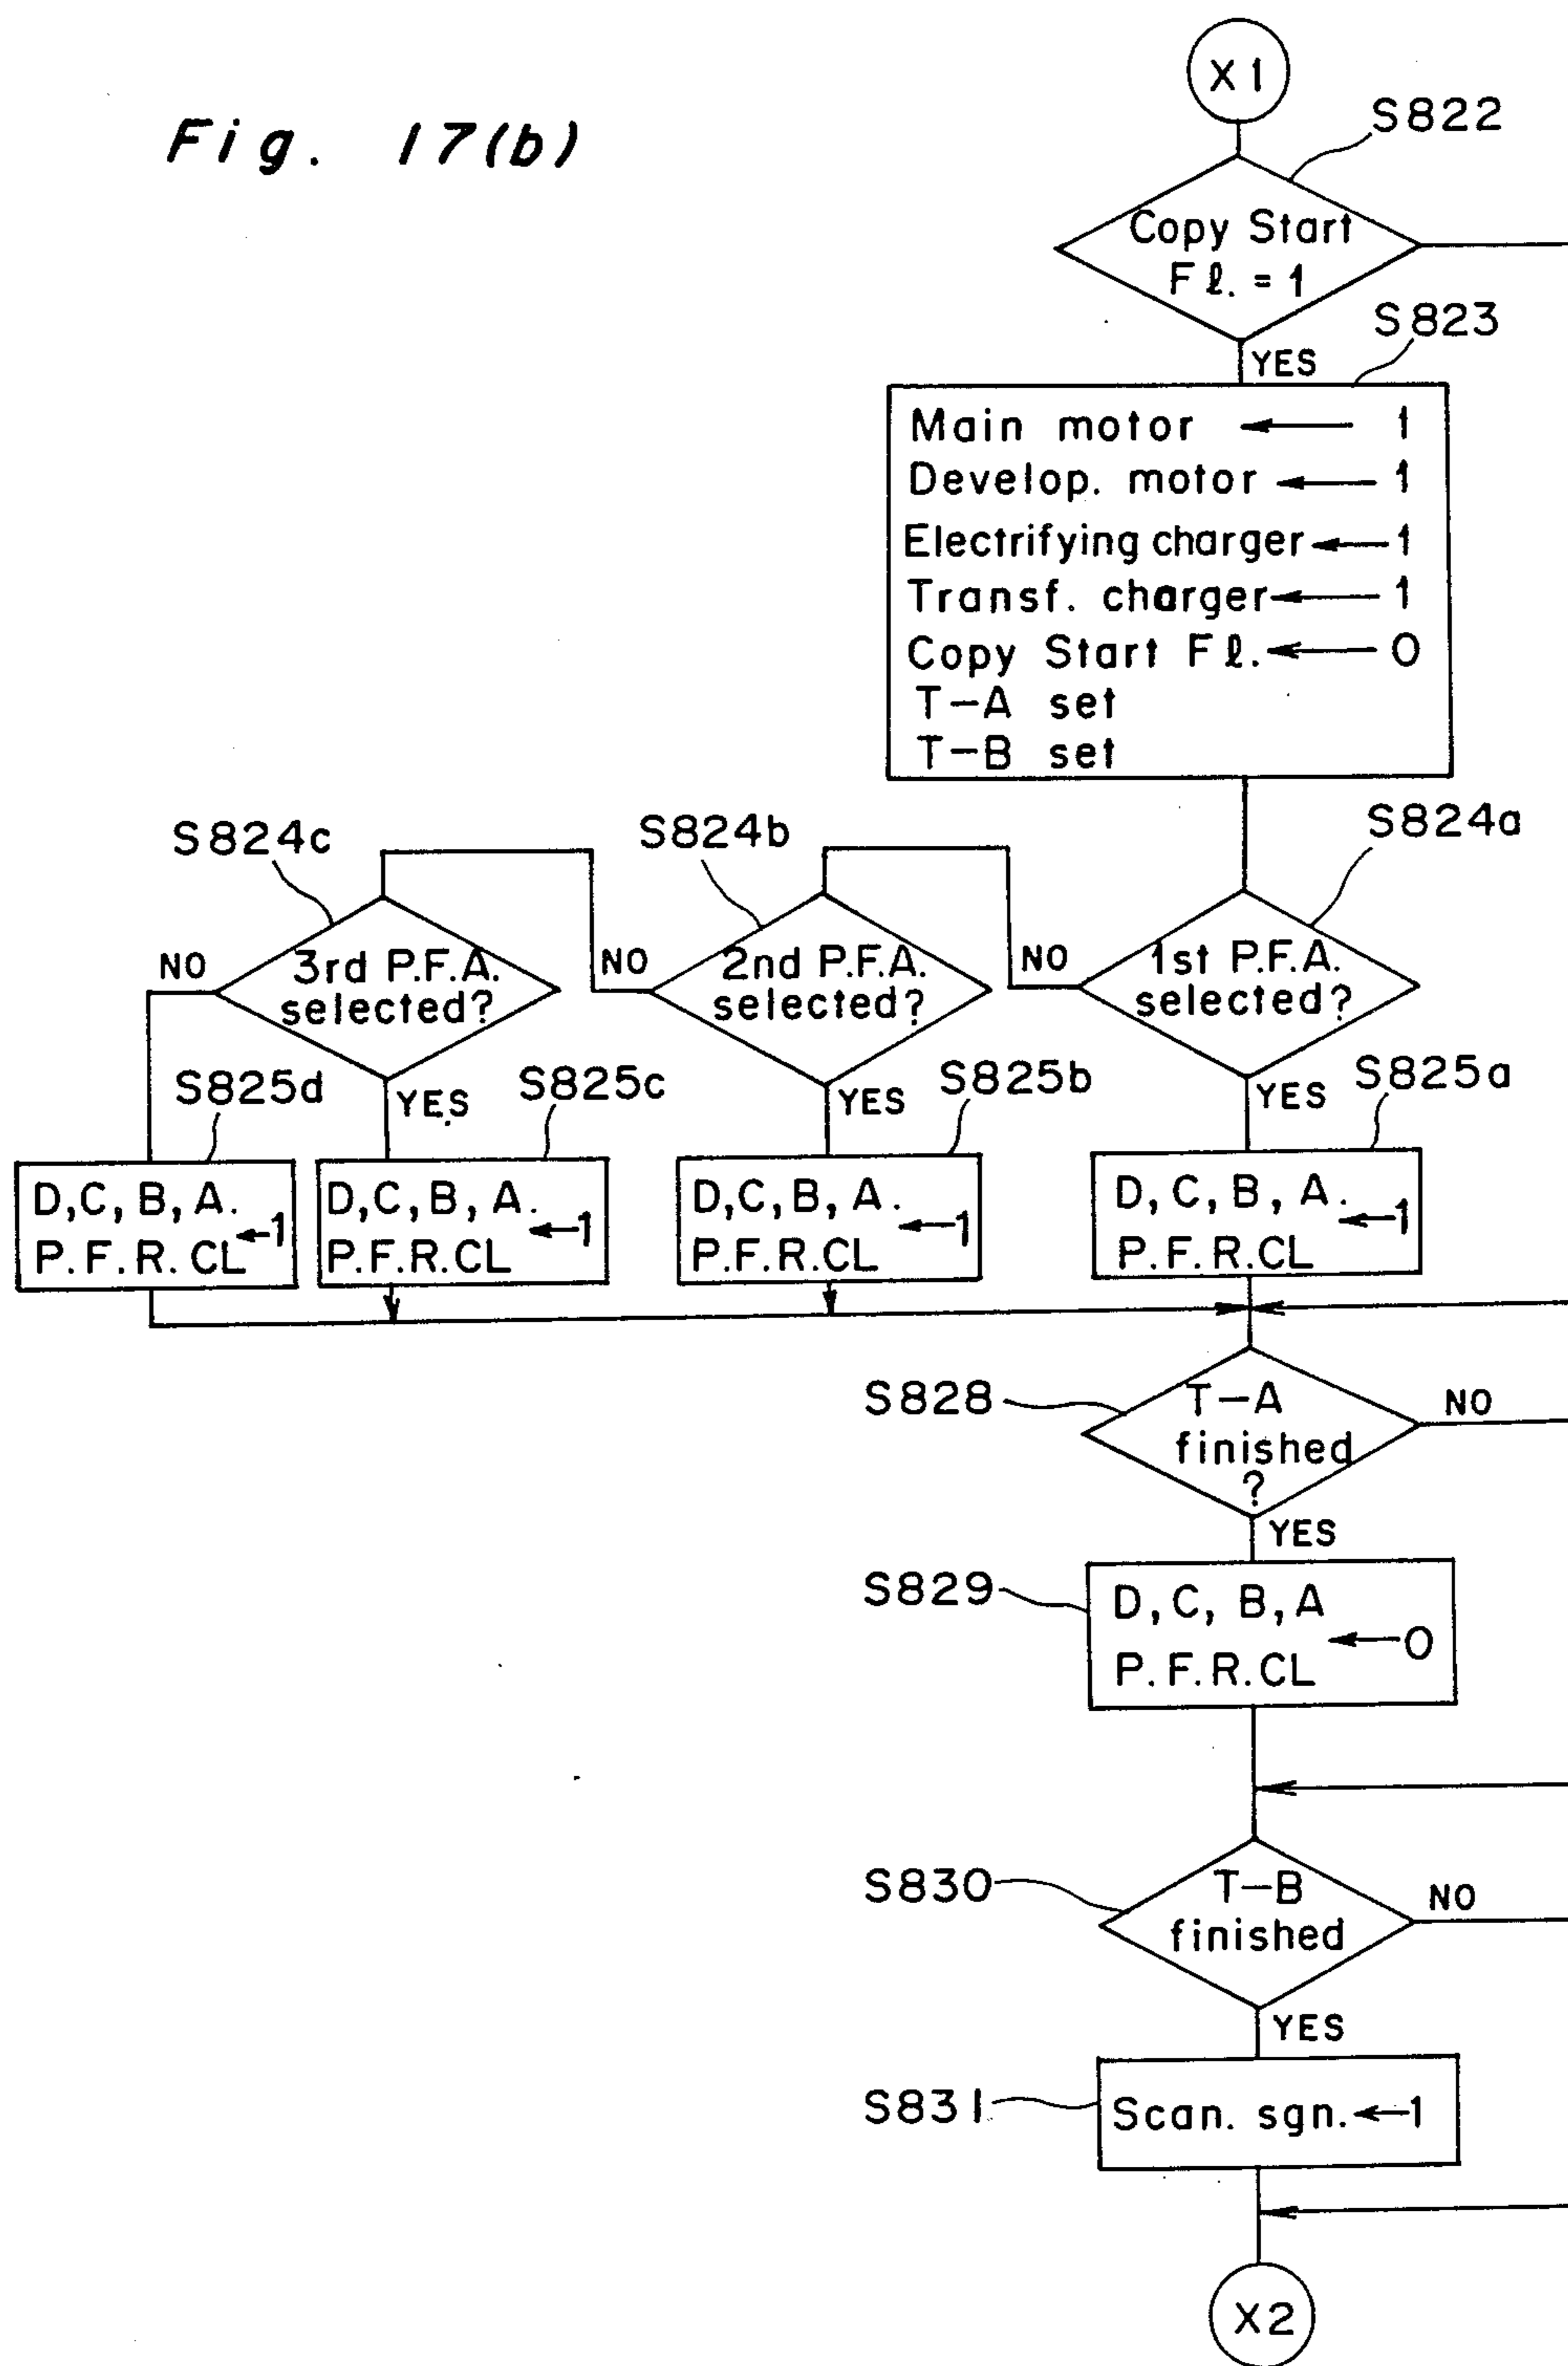 Fig. 17(b)
X1
S822
Copy Start
Fl. = 1
S823
YES
Main motor ← 1
Develop. motor ← 1
Electrifying charger ← 1
Transf. charger ← 1
Copy Start Fl. ← 0
T-A set
T-B set
S824c
S824b
S824a
NO
3rd P.F.A.
selected?
NO
2nd P.F.A.
selected?
NO
1st P.F.A.
selected?
S825d
YES
S825c
YES
S825b
YES
S825a
D, C, B, A.
P.F.R.CL ← 1
D, C, B, A.
P.F.R.CL ← 1
D, C, B, A.
P.F.R.CL ← 1
D, C, B, A.
P.F.R.CL ← 1
S828
T-A
finished
?
NO
YES
S829
D, C, B, A
P.F.R.CL ← 0
S830
T-B
finished
NO
YES
S831
Scan. sgn. ← 1
X2